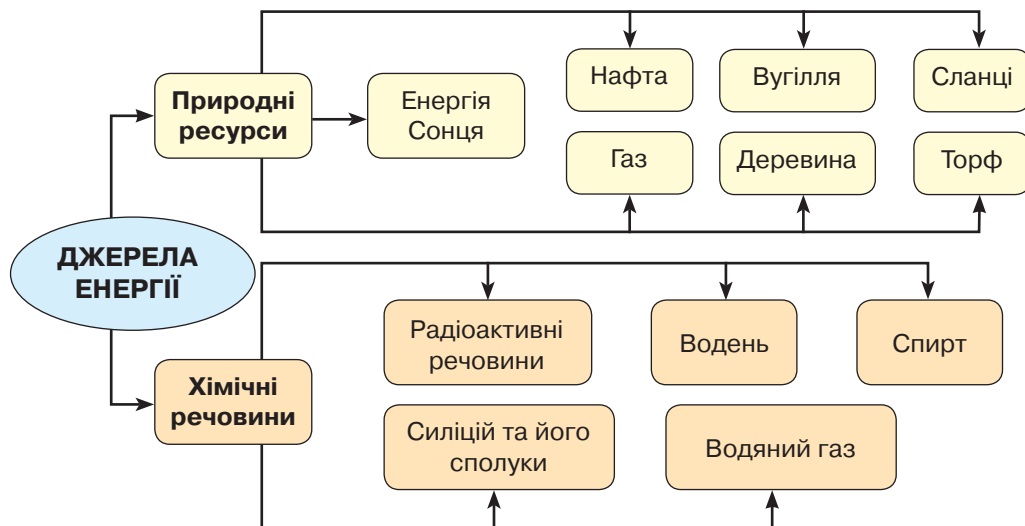 ДЖЕРЕЛА
ЕНЕРГІЇ
Природні
ресурси
Енергія
Сонця
Нафта
Вугілля
Сланці
Газ
Деревина
Торф
Хімічні
речовини
Радіоактивні
речовини
Водень
Спирт
Силіцій та його
сполуки
Водяний газ